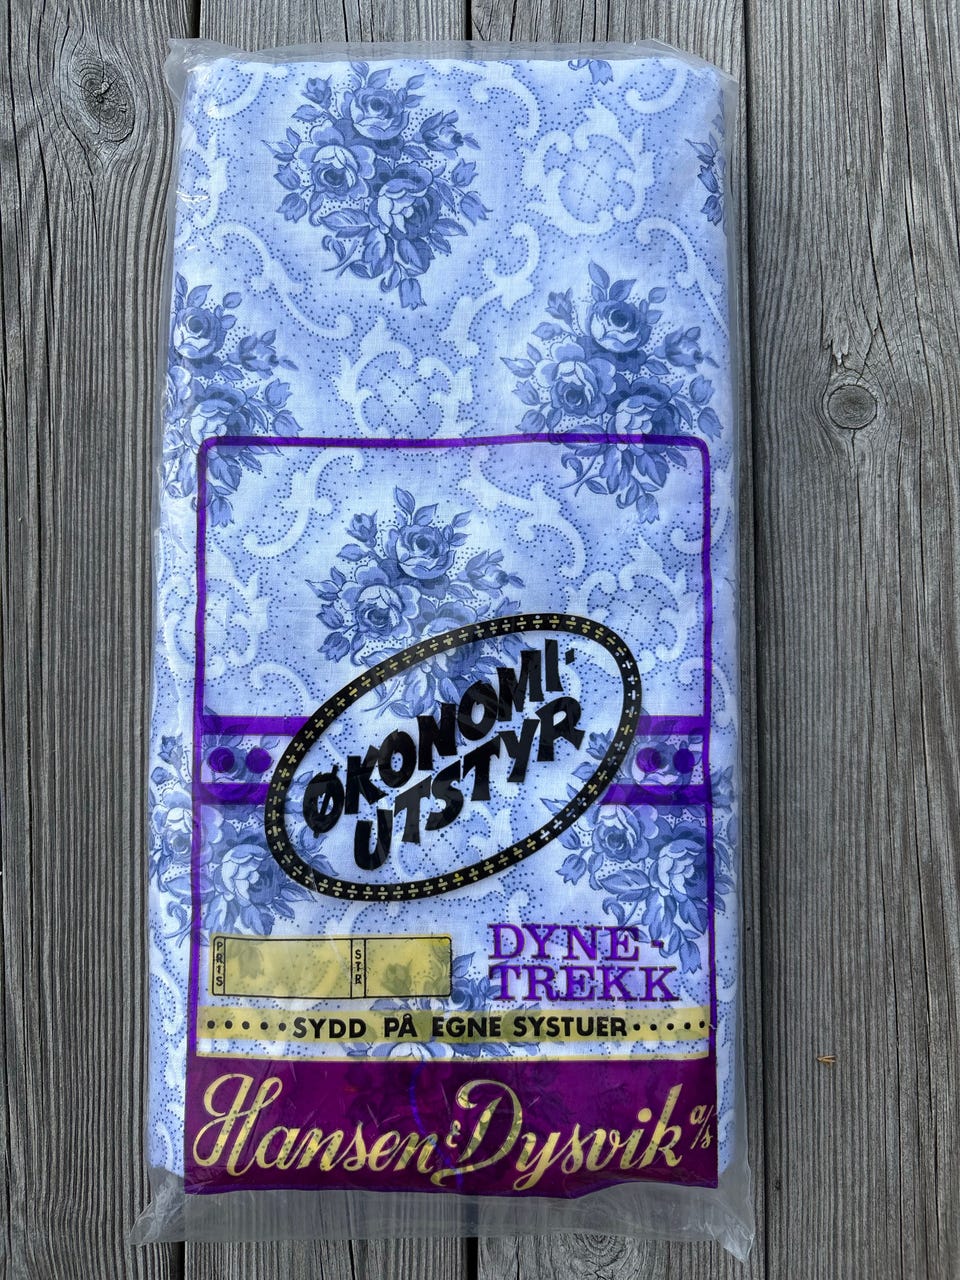 ØKONOMI-
UTSTYR
DYNE-
TREKK
PRIS
STR
SYDD PÅ EGNE SYSTUER
Hansen & Dysvik a/s